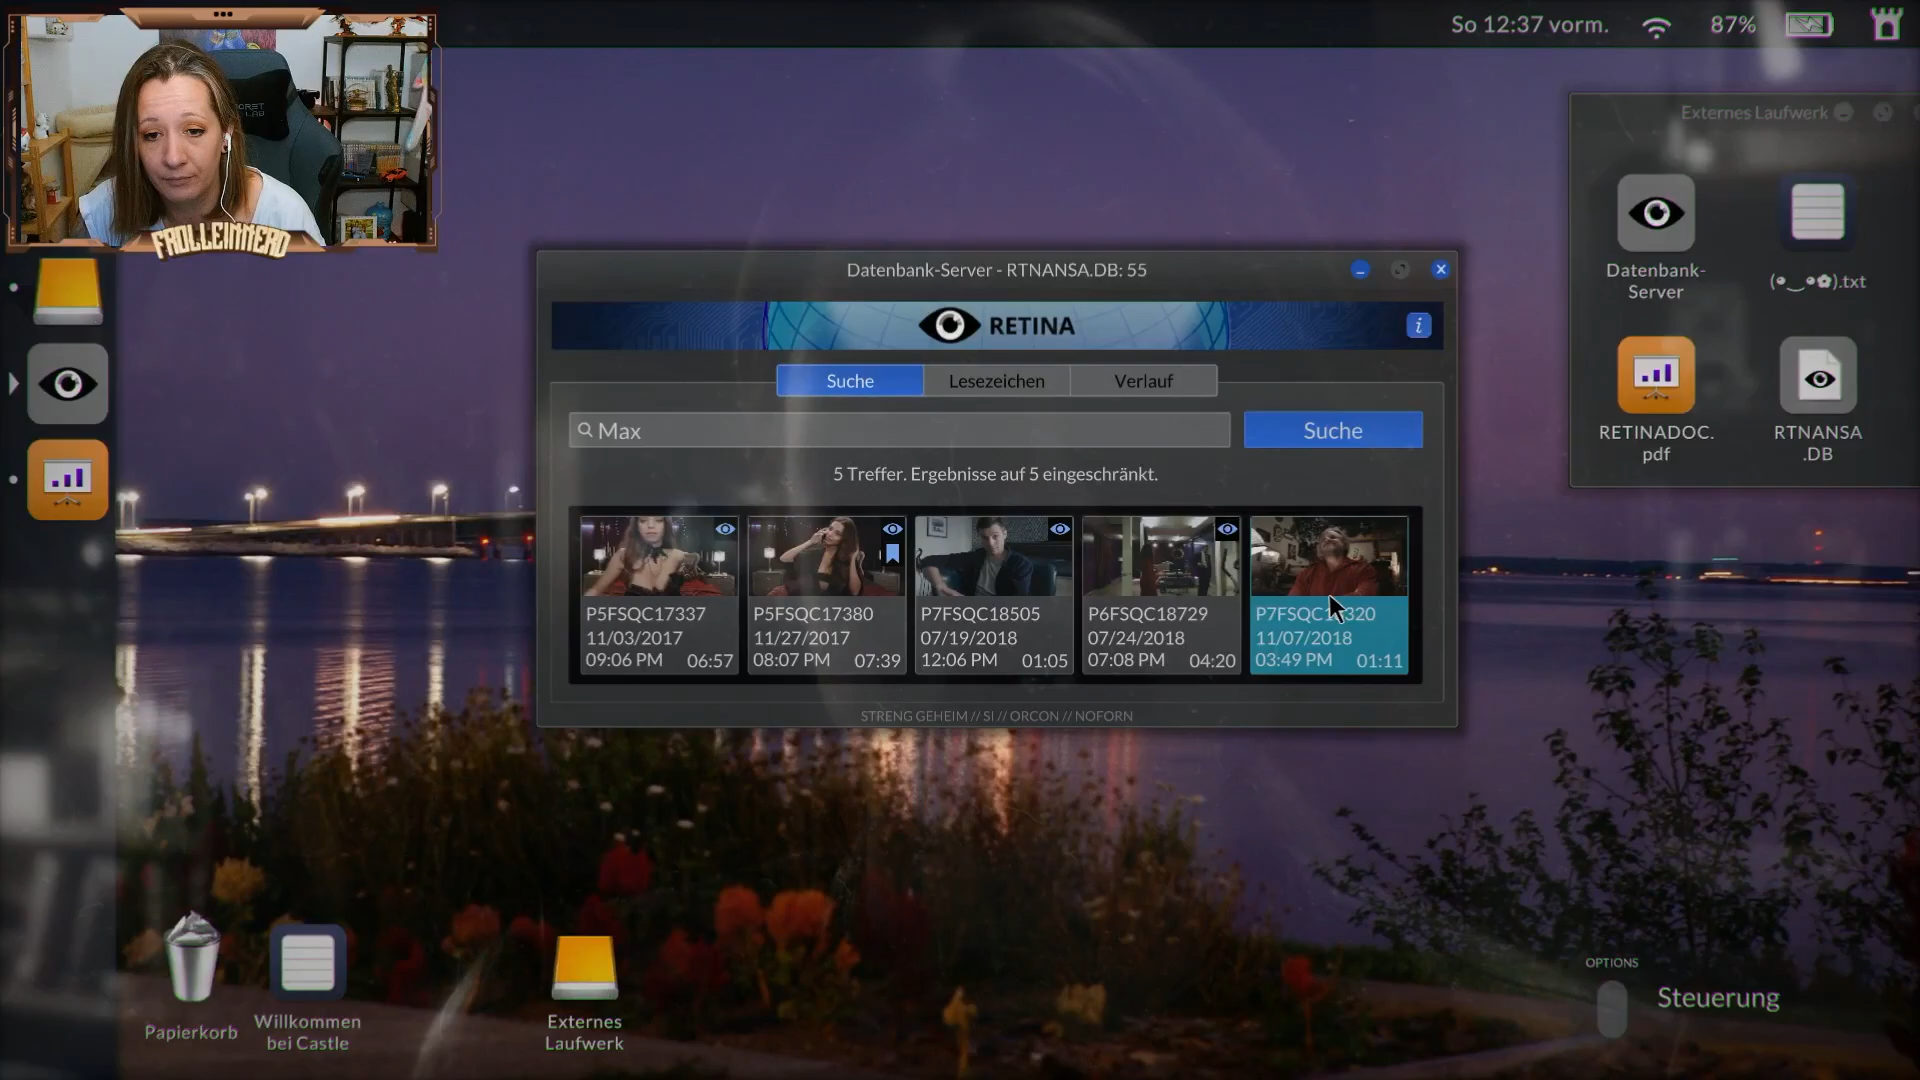 So 12:37 vorm.
87%
FROLLEINNERD
Externes Laufwerk
Datenbank-
Server
(•‿•✿).txt
RETINADOC.
pdf
RTNANSA
.DB
Datenbank-Server - RTNANSA.DB: 55
RETINA
i
Suche
Lesezeichen
Verlauf
Max
Suche
5 Treffer. Ergebnisse auf 5 eingeschränkt.
P5FSQC17337
11/03/2017
09:06 PM 06:57
P5FSQC17380
11/27/2017
08:07 PM 07:39
P7FSQC18505
07/19/2018
12:06 PM 01:05
P6FSQC18729
07/24/2018
07:08 PM 04:20
11/07/2018
03:49 PM 01:11
STRENG GEHEIM // SI // ORCON // NOFORN
Papierkorb
Willkommen
bei Castle
Externes
Laufwerk
OPTIONS
Steuerung